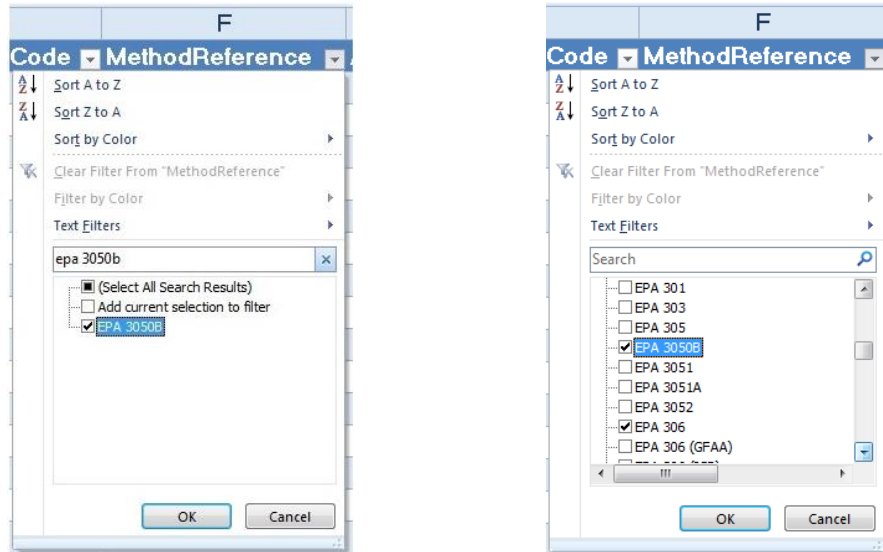 F
Code MethodReference
Sort A to Z
Sort Z to A
Sort by Color
Clear Filter From "MethodReference"
Filter by Color
Text Filters
epa 3050b
(Select All Search Results)
Add current selection to filter
EPA 3050B
OK Cancel
F
Code MethodReference
Sort A to Z
Sort Z to A
Sort by Color
Clear Filter From "MethodReference"
Filter by Color
Text Filters
Search
EPA 301
EPA 303
EPA 305
EPA 3050B
EPA 3051
EPA 3051A
EPA 3052
EPA 306
EPA 306 (GFAA)
OK Cancel